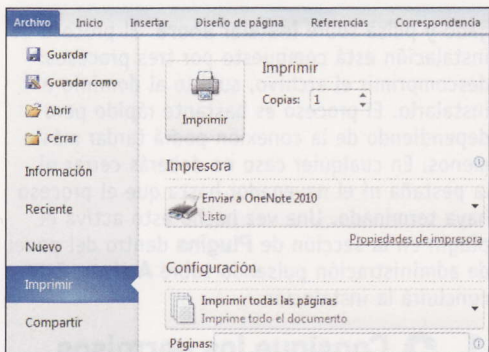 Archivo Inicio Insertar Diseño de página Referencias Correspondencia
Guardar
Guardar como
Abrir
Cerrar
Información
Reciente
Nuevo
Imprimir
Compartir
Imprimir
Imprimir
Copias: 1
Impresora
Enviar a OneNote 2010
Listo
Propiedades de impresora
Configuración
Imprimir todas las páginas
Imprime todo el documento
Páginas: